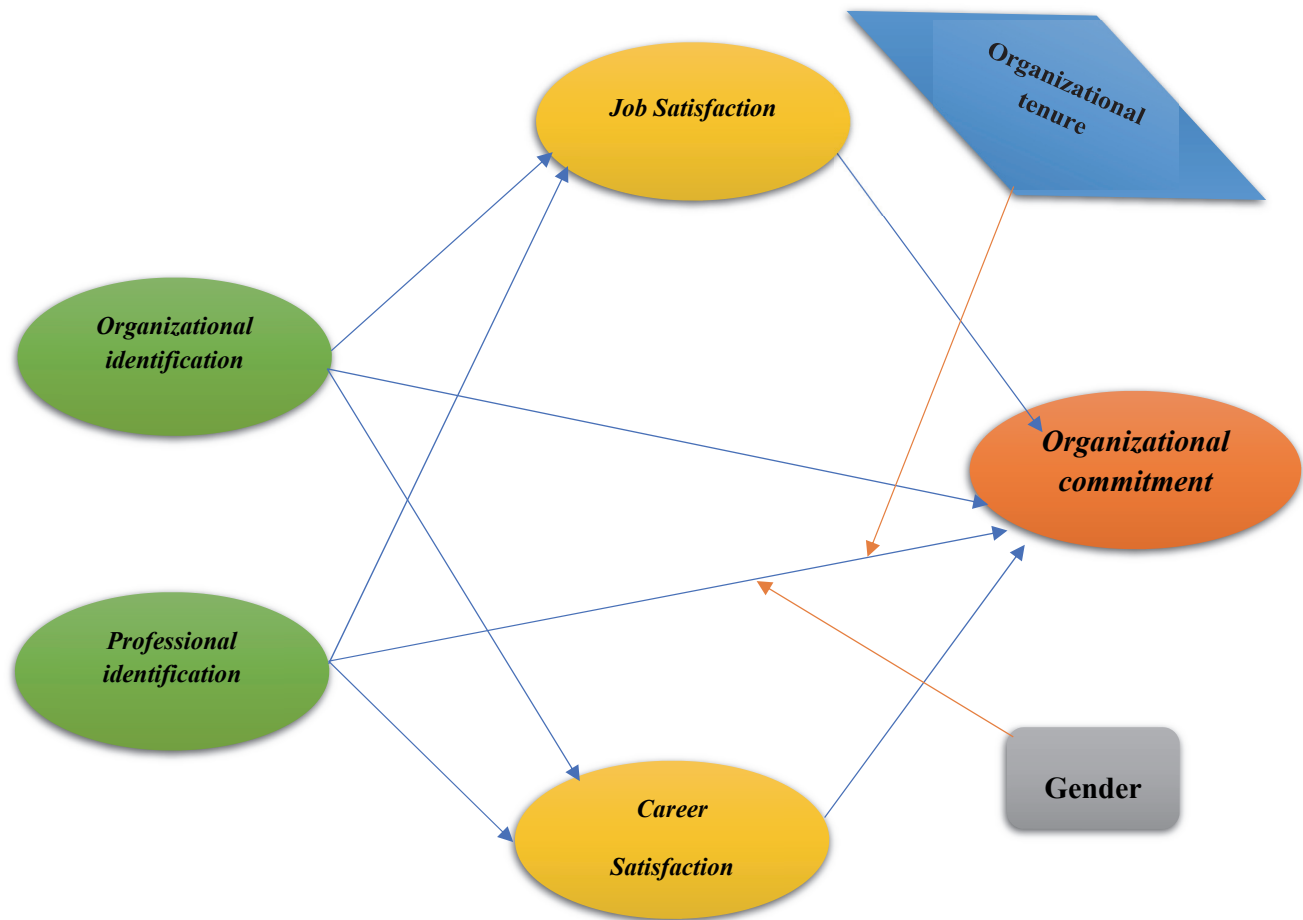 Job Satisfaction
Organizational
tenure
Organizational
identification
Organizational
commitment
Professional
identification
Gender
Career
Satisfaction